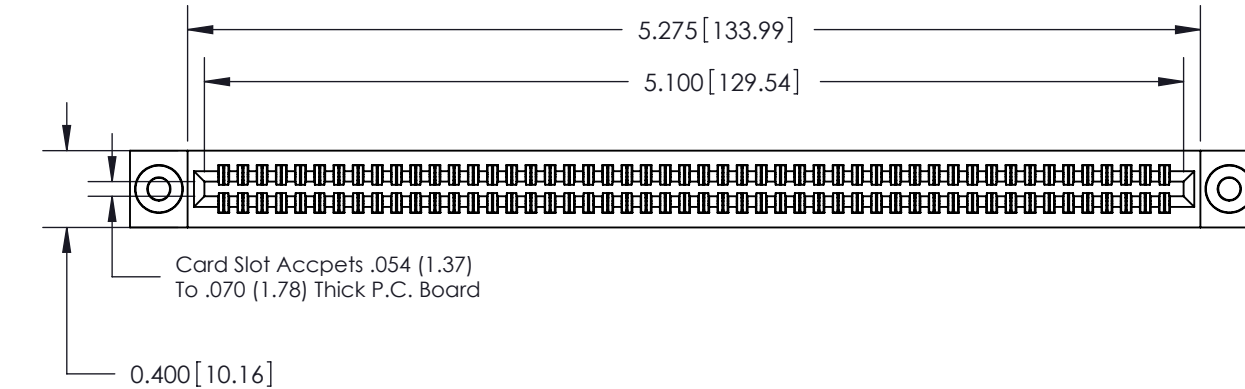 5.275[133.99]
5.100[129.54]
Card Slot Accpets .054 (1.37)
To .070 (1.78) Thick P.C. Board
0.400[10.16]